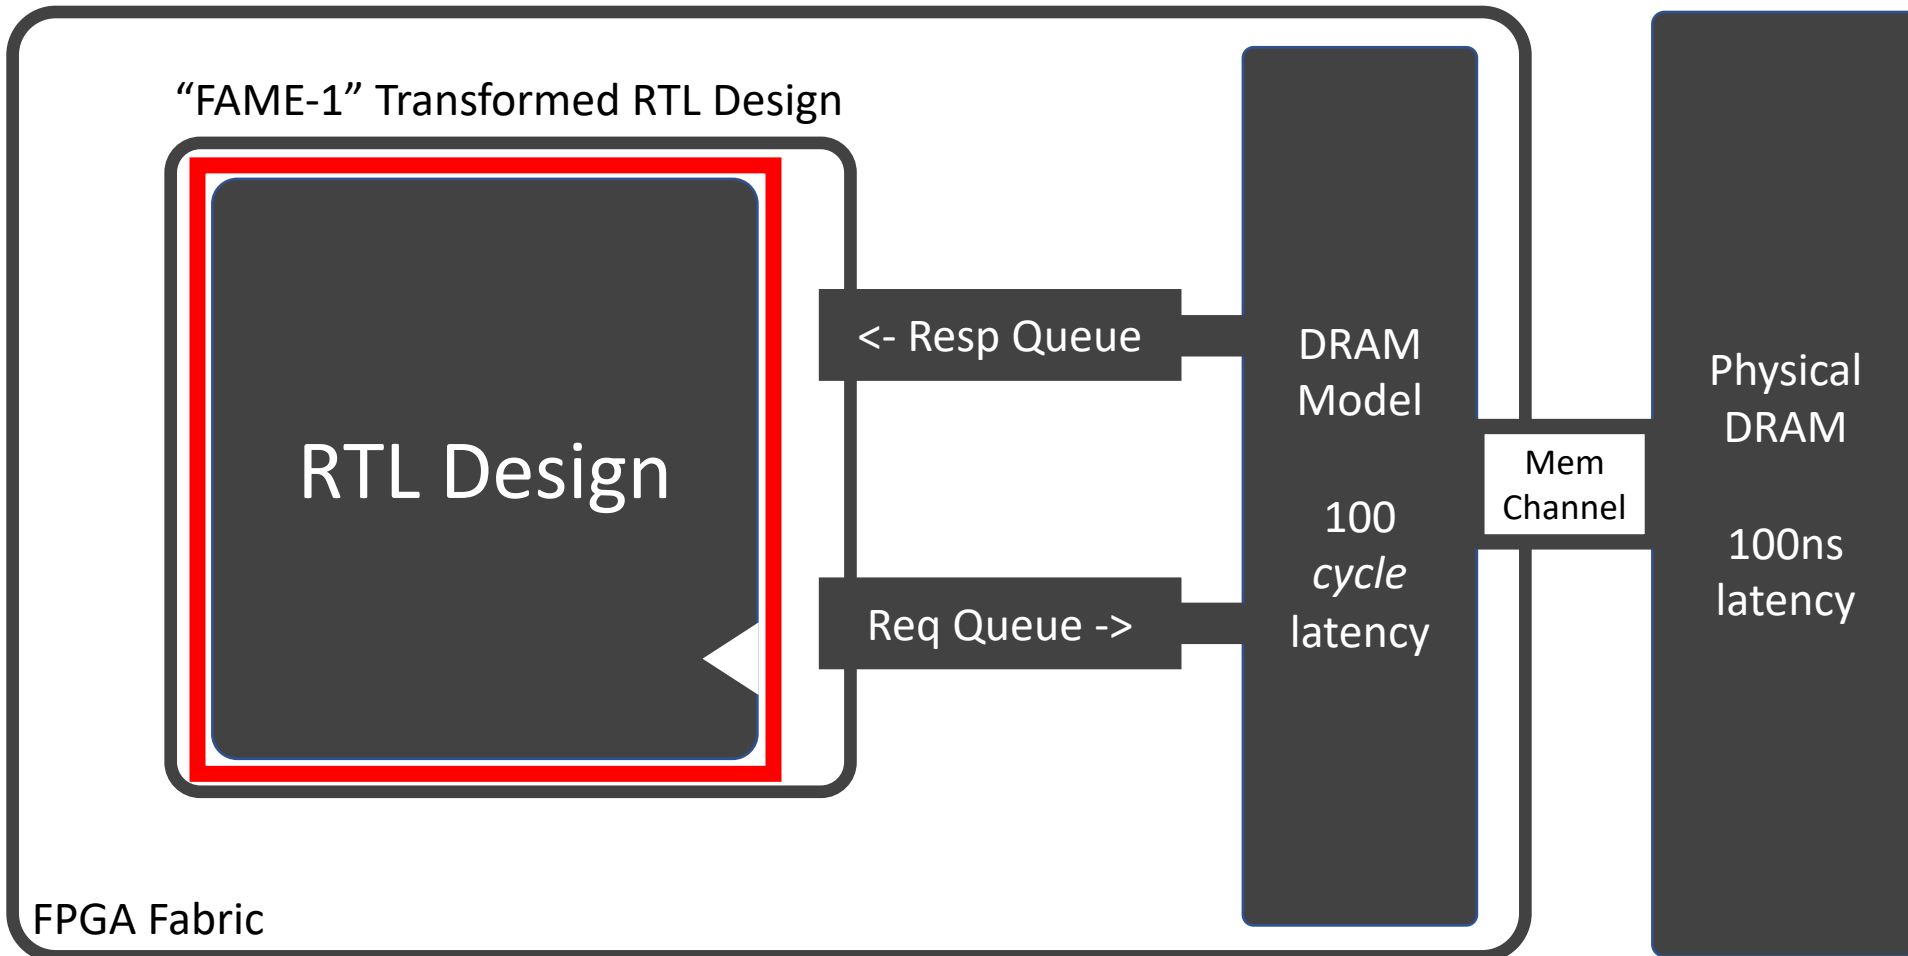 “FAME-1” Transformed RTL Design
RTL Design
<- Resp Queue
Req Queue ->
DRAM
Model
100
cycle
latency
Mem
Channel
Physical
DRAM
100ns
latency
FPGA Fabric